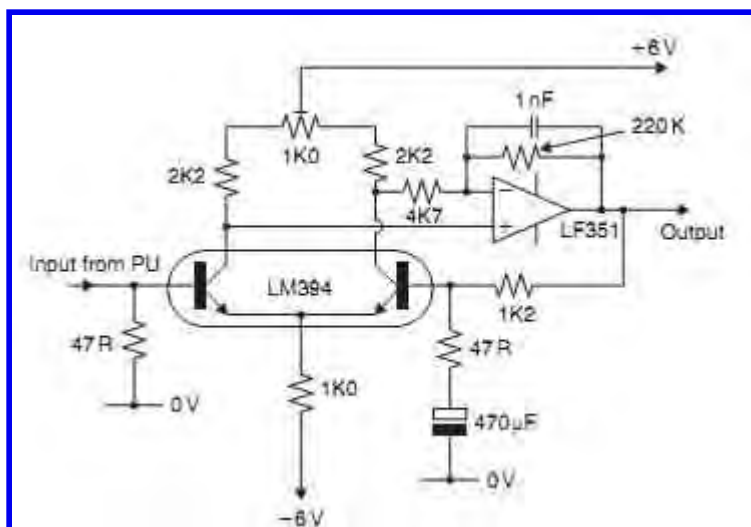 +6V
1nF
220K
1K0
2K2
2K2
4K7
−
+
LF351
Output
Input from PU
LM394
1K2
47R
47R
1K0
0V
470µF
0V
−6V